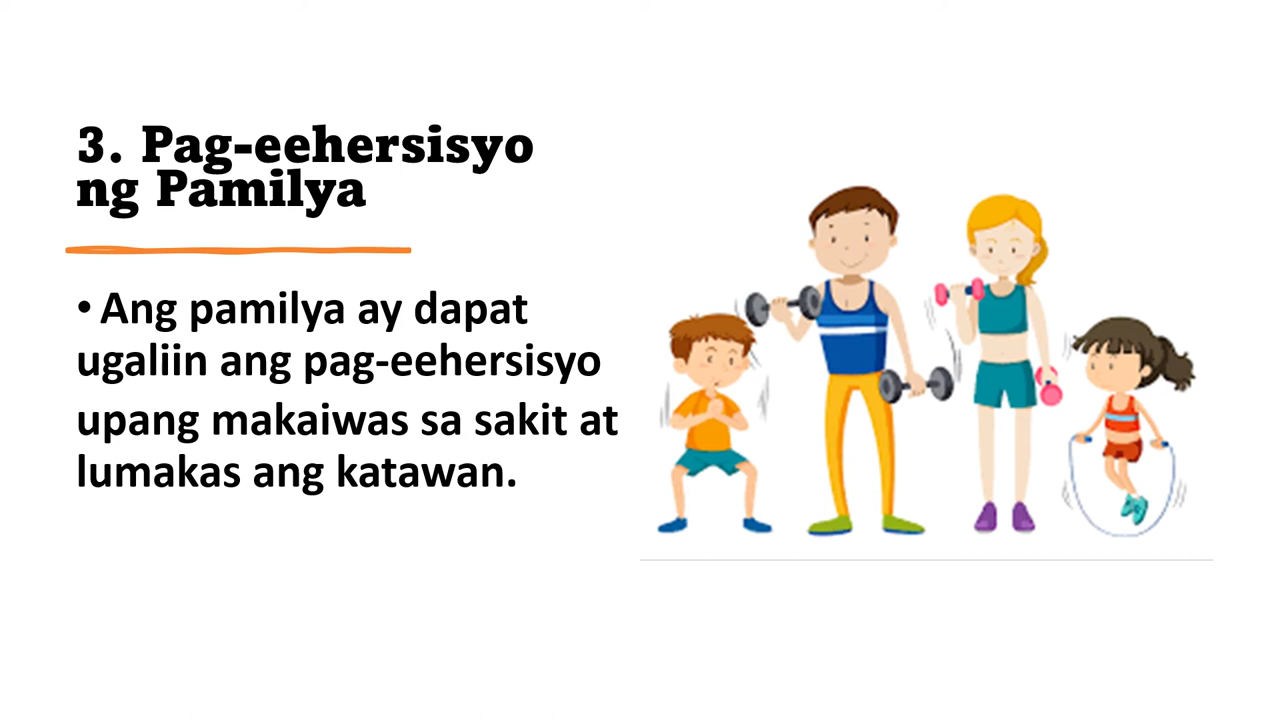 3. Pag-eehersisyo
ng Pamilya
• Ang pamilya ay dapat
ugaliin ang pag-eehersisyo
upang makaiwas sa sakit at
lumakas ang katawan.